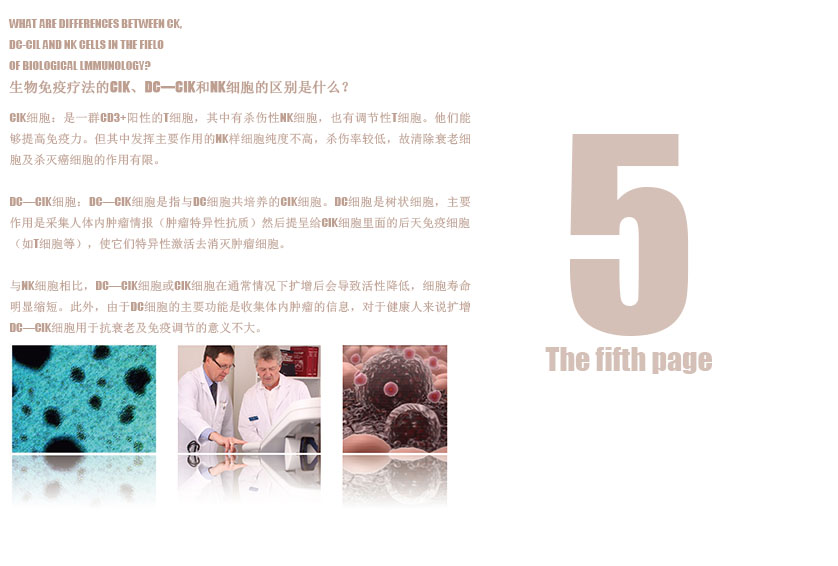 WHAT ARE DIFFERENCES BETWEEN CK,
DC-CIL AND NK CELLS IN THE FIELO
OF BIOLOGICAL LMMUNOLOGY?
生物免疫疗法的CIK、DC—CIK和NK细胞的区别是什么？
CIK细胞：是一群CD3+阳性的T细胞，其中有杀伤性NK细胞，也有调节性T细胞。他们能
够提高免疫力。但其中发挥主要作用的NK样细胞纯度不高，杀伤率较低，故清除衰老细
胞及杀灭癌细胞的作用有限。
DC—CIK细胞：DC—CIK细胞是指与DC细胞共培养的CIK细胞。DC细胞是树状细胞，主要
作用是采集人体内肿瘤情报（肿瘤特异性抗质）然后提呈给CIK细胞里面的后天免疫细胞
（如T细胞等），使它们特异性激活去消灭肿瘤细胞。
与NK细胞相比，DC—CIK细胞或CIK细胞在通常情况下扩增后会导致活性降低，细胞寿命
明显缩短。此外，由于DC细胞的主要功能是收集体内肿瘤的信息，对于健康人来说扩增
DC—CIK细胞用于抗衰老及免疫调节的意义不大。
5
The fifth page